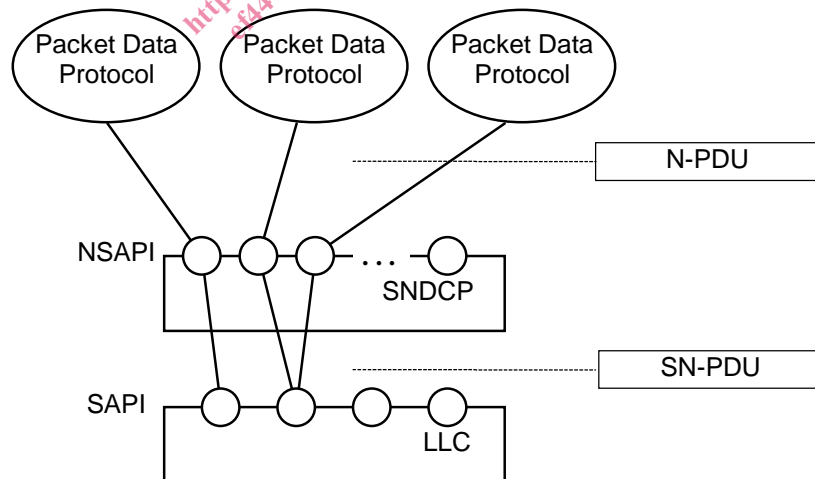 Packet Data
Protocol
Packet Data
Protocol
Packet Data
Protocol
N-PDU
NSAPI
. . .
SNDCP
SN-PDU
SAPI
LLC